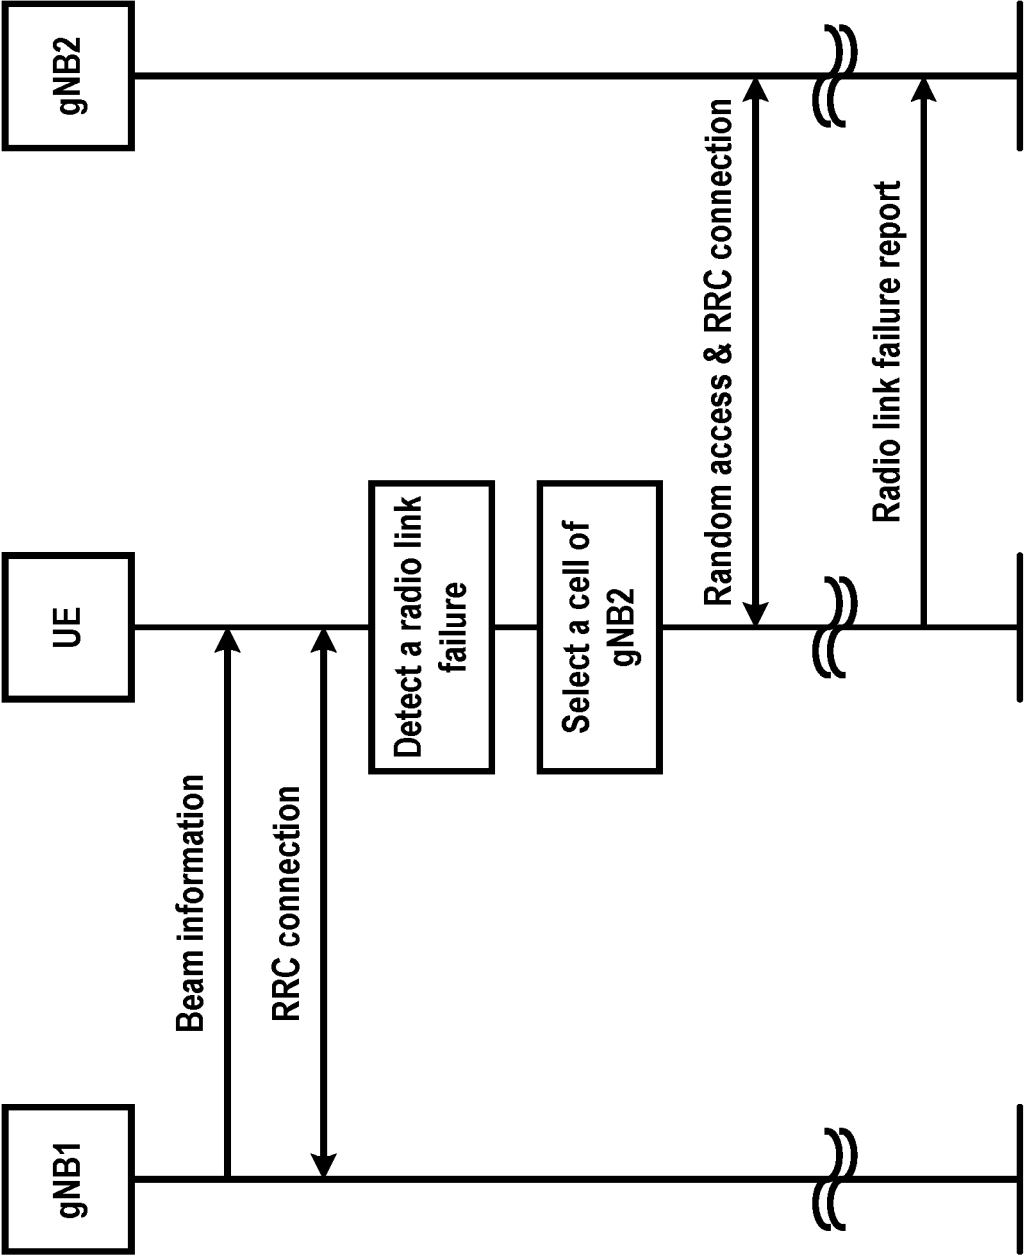 gNB1
UE
gNB2
Beam information
RRC connection
Detect a radio link
failure
Select a cell of
gNB2
Random access & RRC connection
Radio link failure report